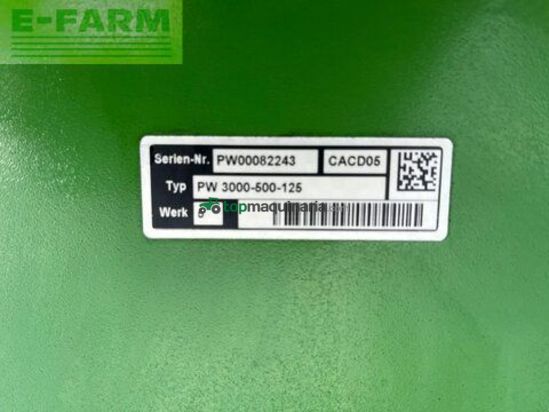 E-FARM
Serien-Nr. PW00082243 CACD05
Typ PW 3000-500-125
Werk topmaquinaria